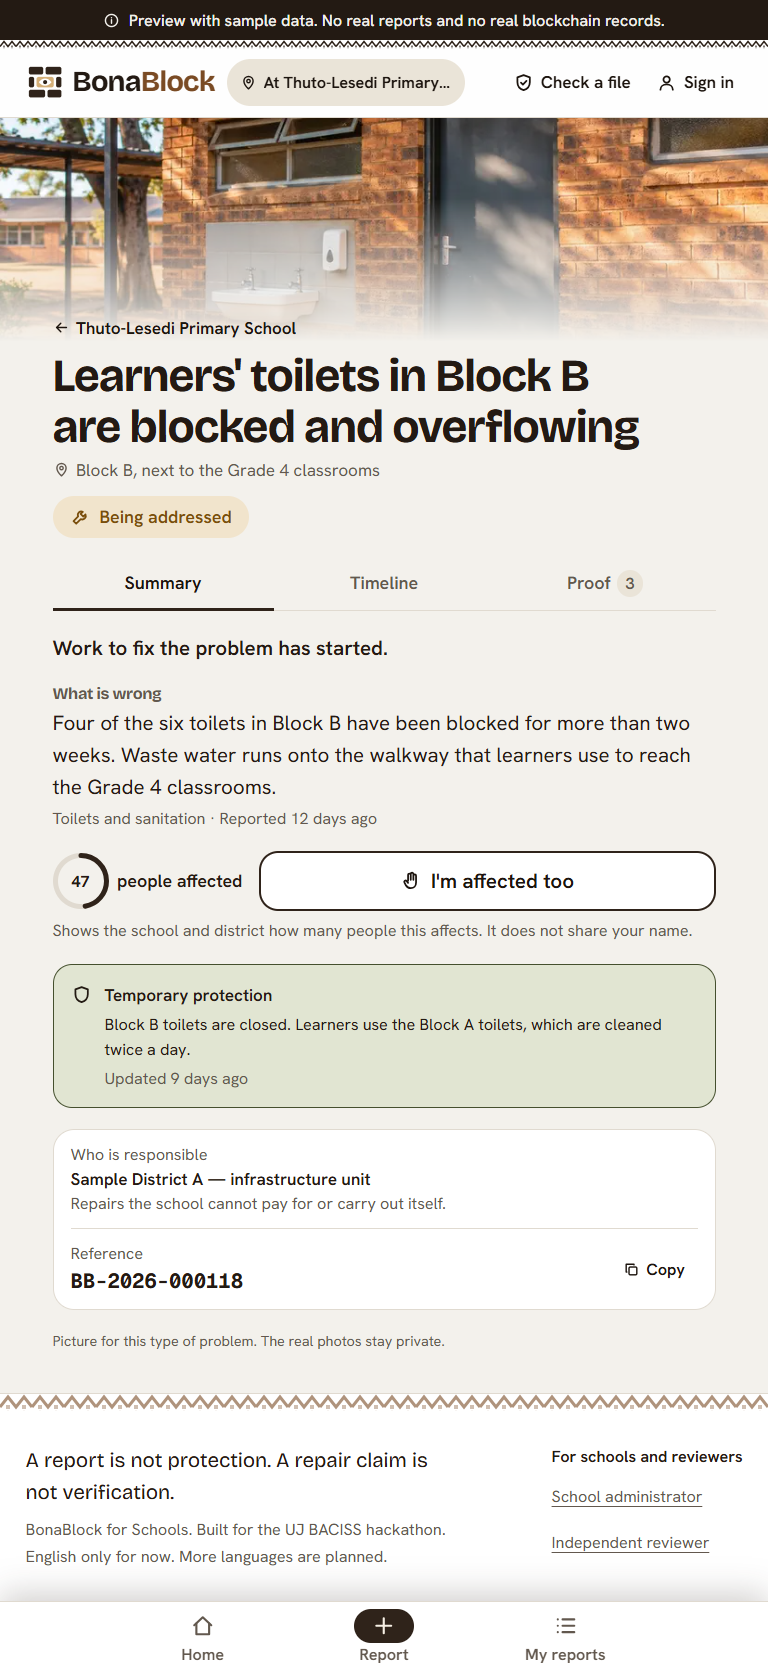 Preview with sample data. No real reports and no real blockchain records.
BonaBlock
At Thuto-Lesedi Primary...
Check a file
Sign in
Thuto-Lesedi Primary School
Learners' toilets in Block B
are blocked and overflowing
Block B, next to the Grade 4 classrooms
Being addressed
Summary
Timeline
Proof 3
Work to fix the problem has started.
What is wrong
Four of the six toilets in Block B have been blocked for more than two
weeks. Waste water runs onto the walkway that learners use to reach
the Grade 4 classrooms.
Toilets and sanitation · Reported 12 days ago
47 people affected
I'm affected too
Shows the school and district how many people this affects. It does not share your name.
Temporary protection
Block B toilets are closed. Learners use the Block A toilets, which are cleaned
twice a day.
Updated 9 days ago
Who is responsible
Sample District A — infrastructure unit
Repairs the school cannot pay for or carry out itself.
Reference
BB-2026-000118
Copy
Picture for this type of problem. The real photos stay private.
A report is not protection. A repair claim is
not verification.
BonaBlock for Schools. Built for the UJ BACISS hackathon.
English only for now. More languages are planned.
For schools and reviewers
School administrator
Independent reviewer
Home
Report
My reports